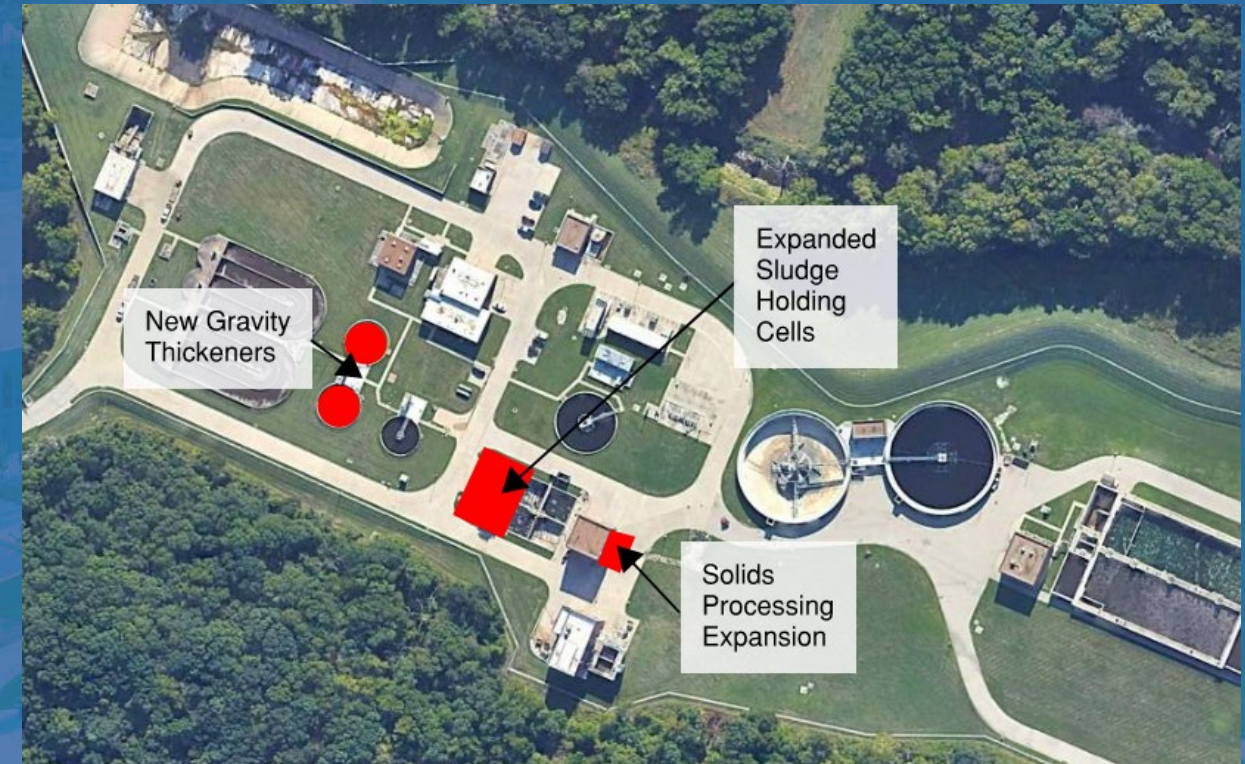 New Gravity
Thickeners
Expanded
Sludge
Holding
Cells
Solids
Processing
Expansion